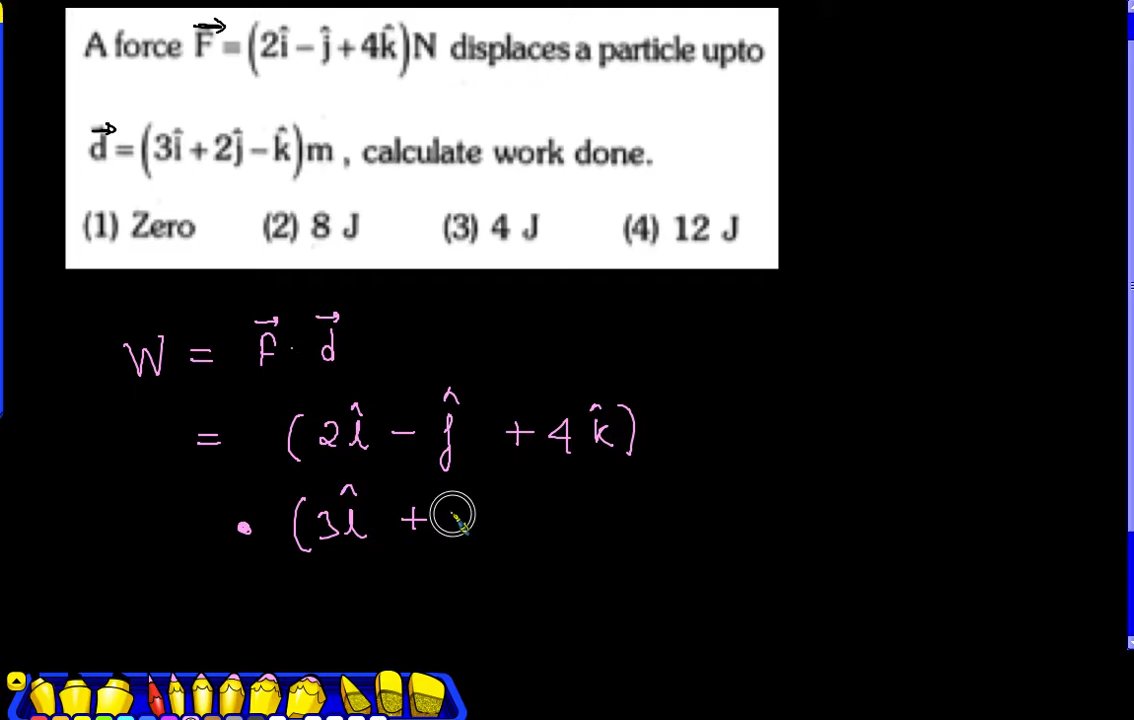 A force F⃗ = (2î − ĵ + 4k̂)N displaces a particle upto
d⃗ = (3î + 2ĵ − k̂)m , calculate work done.
(1) Zero (2) 8 J (3) 4 J (4) 12 J
W = F⃗ . d⃗
= (2î − ĵ + 4k̂)
• (3î +